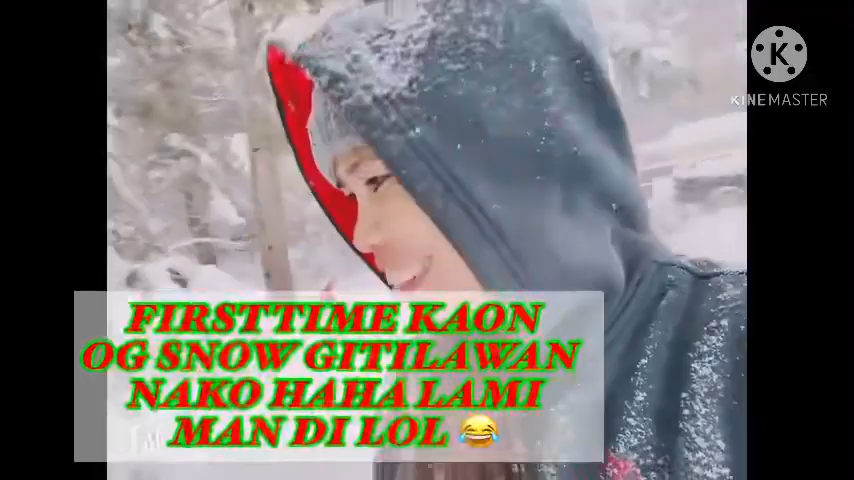 K
KINEMASTER
FIRSTTIME KAON
OG SNOW GITILAWAN
NAKO HAHA LAMI
MAN DI LOL 😂